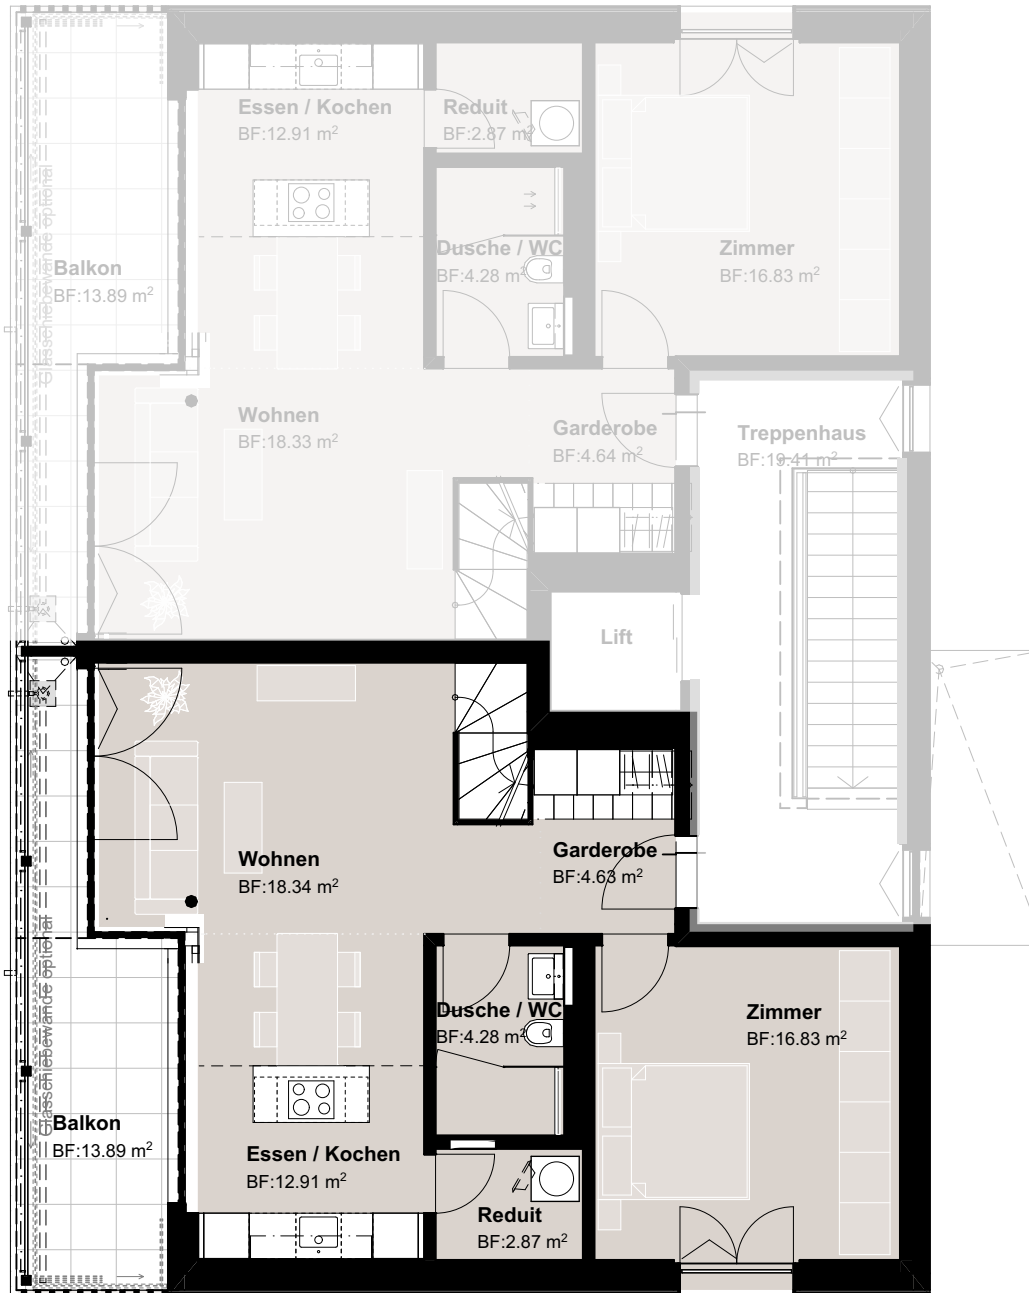 Essen / Kochen
BF:12.91 m²
Reduit
BF:2.87 m²
Dusche / WC
BF:4.28 m²
Zimmer
BF:16.83 m²
Balkon
BF:13.89 m²
Glasschiebewände optional
Wohnen
BF:18.33 m²
Garderobe
BF:4.64 m²
Treppenhaus
BF:19.41 m²
Lift
Wohnen
BF:18.34 m²
Garderobe
BF:4.63 m²
Dusche / WC
BF:4.28 m²
Zimmer
BF:16.83 m²
Glasschiebewände optional
Balkon
BF:13.89 m²
Essen / Kochen
BF:12.91 m²
Reduit
BF:2.87 m²